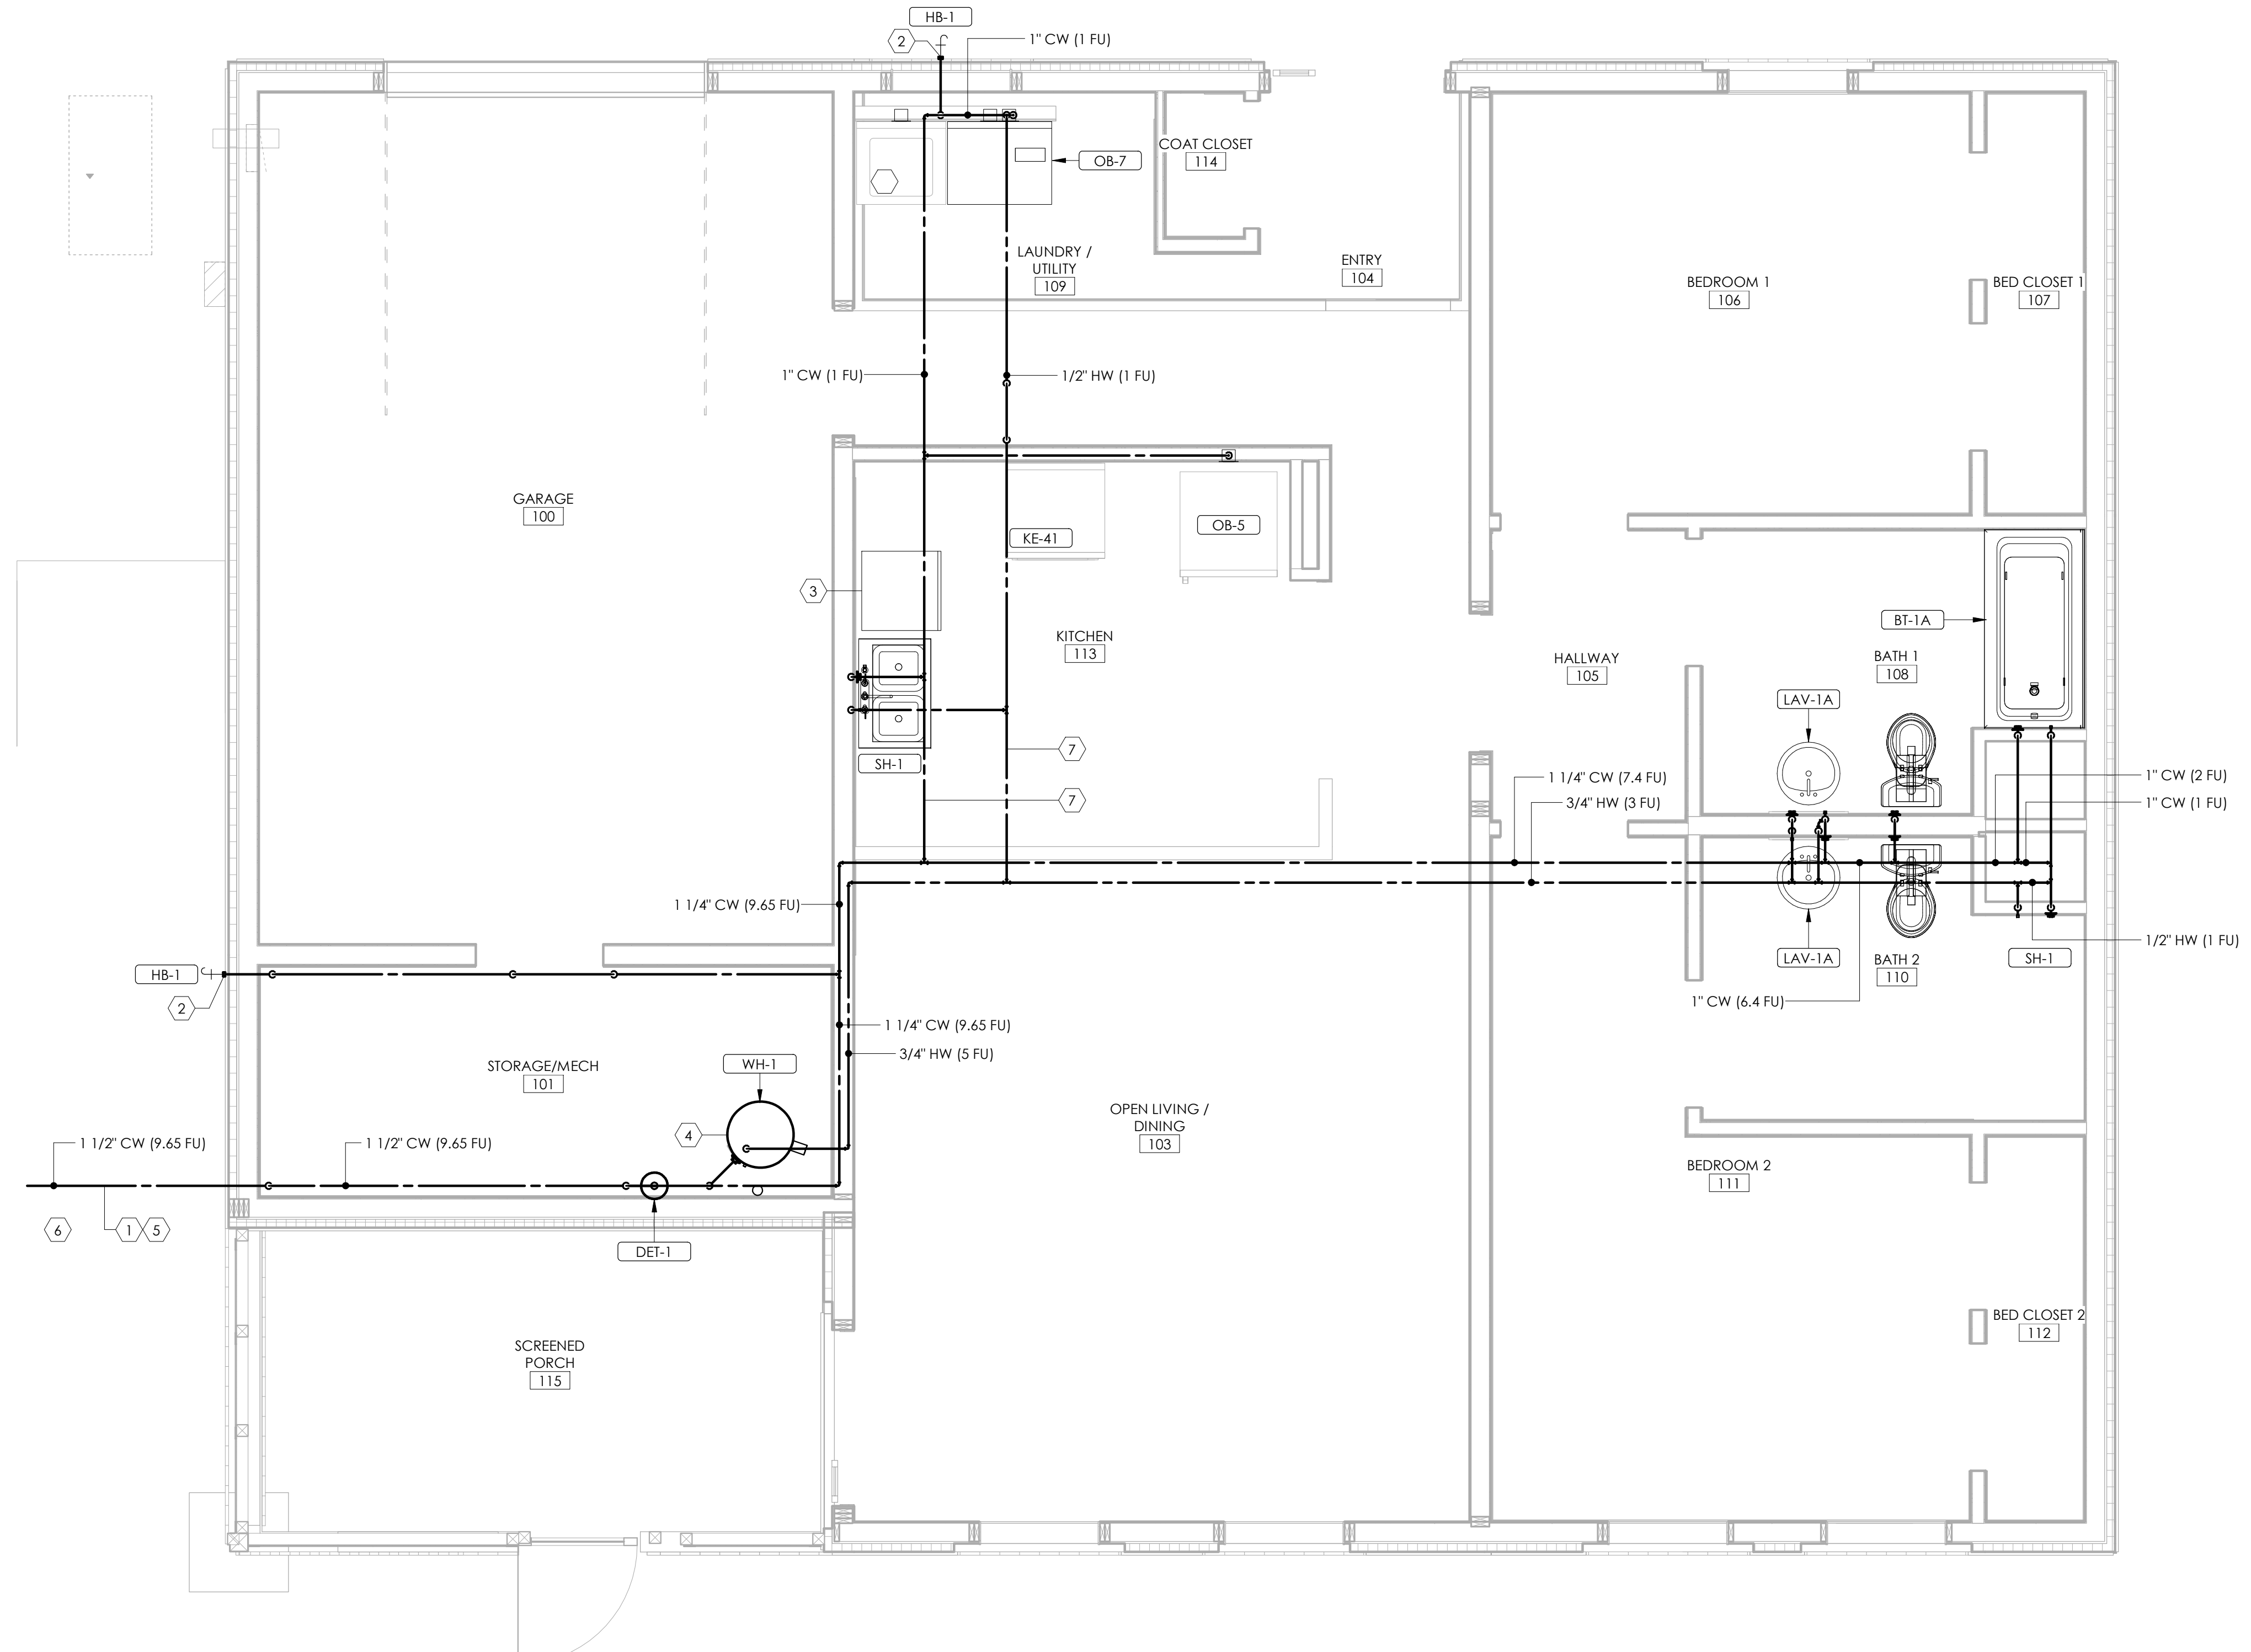 HB-1
2
1" CW (1 FU)
OB-7
COAT CLOSET
114
LAUNDRY /
UTILITY
109
ENTRY
104
BEDROOM 1
106
BED CLOSET 1
107
1" CW (1 FU)
1/2" HW (1 FU)
GARAGE
100
KE-41
OB-5
3
KITCHEN
113
HALLWAY
105
BT-1A
BATH 1
108
LAV-1A
SH-1
7
7
1 1/4" CW (7.4 FU)
3/4" HW (3 FU)
1" CW (2 FU)
1" CW (1 FU)
1 1/4" CW (9.65 FU)
1/2" HW (1 FU)
HB-1
2
LAV-1A
BATH 2
110
SH-1
1" CW (6.4 FU)
1 1/4" CW (9.65 FU)
3/4" HW (5 FU)
STORAGE/MECH
101
WH-1
4
1 1/2" CW (9.65 FU)
1 1/2" CW (9.65 FU)
OPEN LIVING /
DINING
103
BEDROOM 2
111
6
1
5
DET-1
SCREENED
PORCH
115
BED CLOSET 2
112